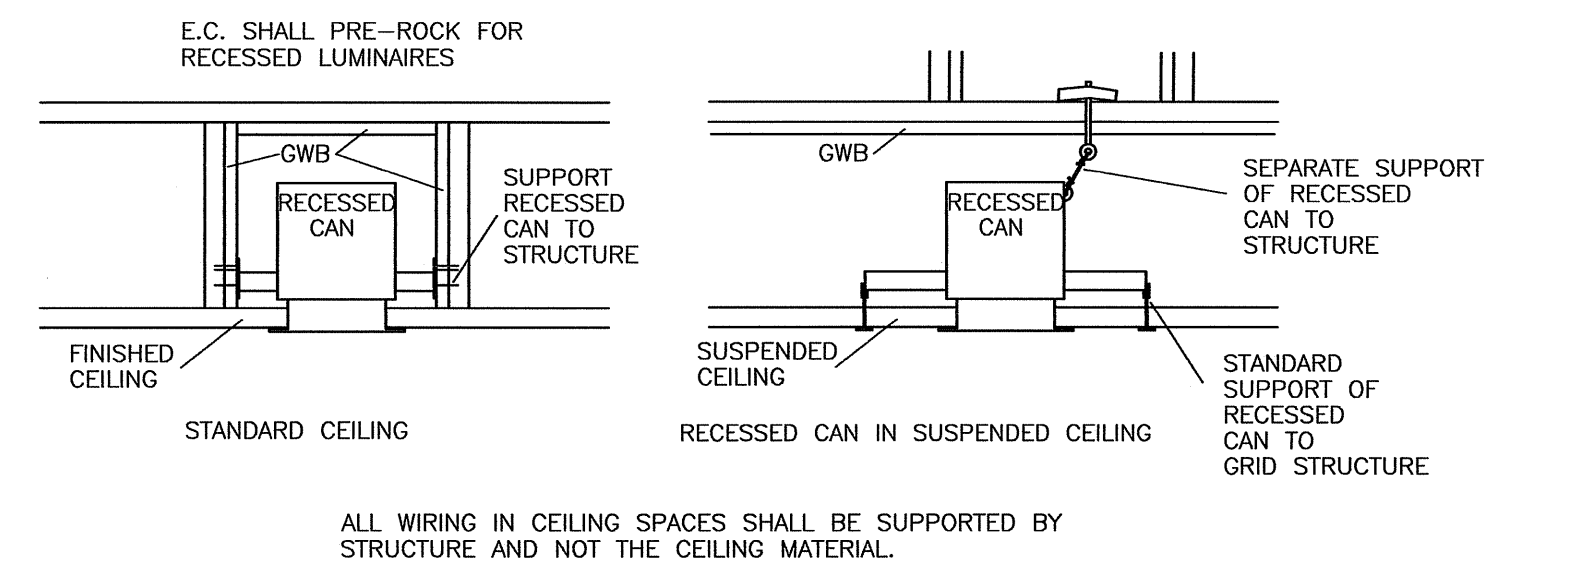 E.C. SHALL PRE-ROCK FOR
RECESSED LUMINAIRES
GWB
RECESSED
CAN
SUPPORT
RECESSED
CAN TO
STRUCTURE
FINISHED
CEILING
STANDARD CEILING
GWB
RECESSED
CAN
SEPARATE SUPPORT
OF RECESSED
CAN TO
STRUCTURE
SUSPENDED
CEILING
STANDARD
SUPPORT OF
RECESSED
CAN TO
GRID STRUCTURE
RECESSED CAN IN SUSPENDED CEILING
ALL WIRING IN CEILING SPACES SHALL BE SUPPORTED BY
STRUCTURE AND NOT THE CEILING MATERIAL.